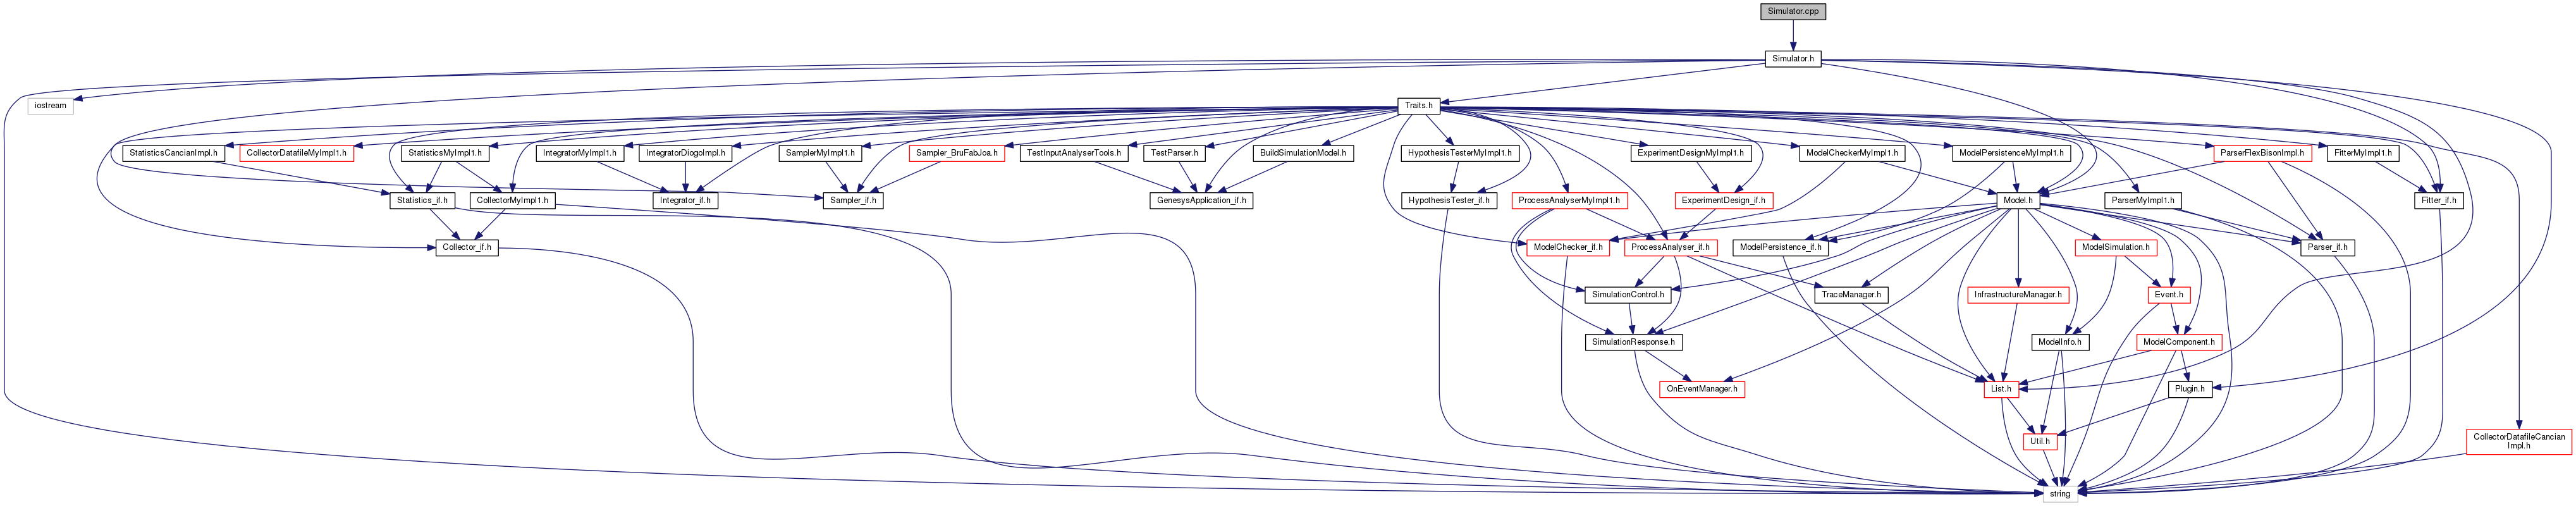 Simulator.cpp
Simulator.h
iostream
Traits.h
StatisticsCancianImpl.h
CollectorDatafileMyImpl1.h
StatisticsMyImpl1.h
IntegratorMyImpl1.h
IntegratorDiogoImpl.h
SamplerMyImpl1.h
Sampler_BruFabJoa.h
TestInputAnalyserTools.h
TestParser.h
BuildSimulationModel.h
HypothesisTesterMyImpl1.h
ExperimentDesignMyImpl1.h
ModelCheckerMyImpl1.h
ModelPersistenceMyImpl1.h
ParserFlexBisonImpl.h
FitterMyImpl1.h
Statistics_if.h
CollectorMyImpl1.h
Integrator_if.h
Sampler_if.h
GenesysApplication_if.h
HypothesisTester_if.h
ProcessAnalyserMyImpl1.h
ExperimentDesign_if.h
Model.h
ParserMyImpl1.h
Fitter_if.h
Collector_if.h
ModelChecker_if.h
ProcessAnalyser_if.h
ModelPersistence_if.h
ModelSimulation.h
Parser_if.h
SimulationControl.h
TraceManager.h
InfrastructureManager.h
Event.h
SimulationResponse.h
ModelInfo.h
ModelComponent.h
OnEventManager.h
List.h
Plugin.h
Util.h
CollectorDatafileCancian
Impl.h
string